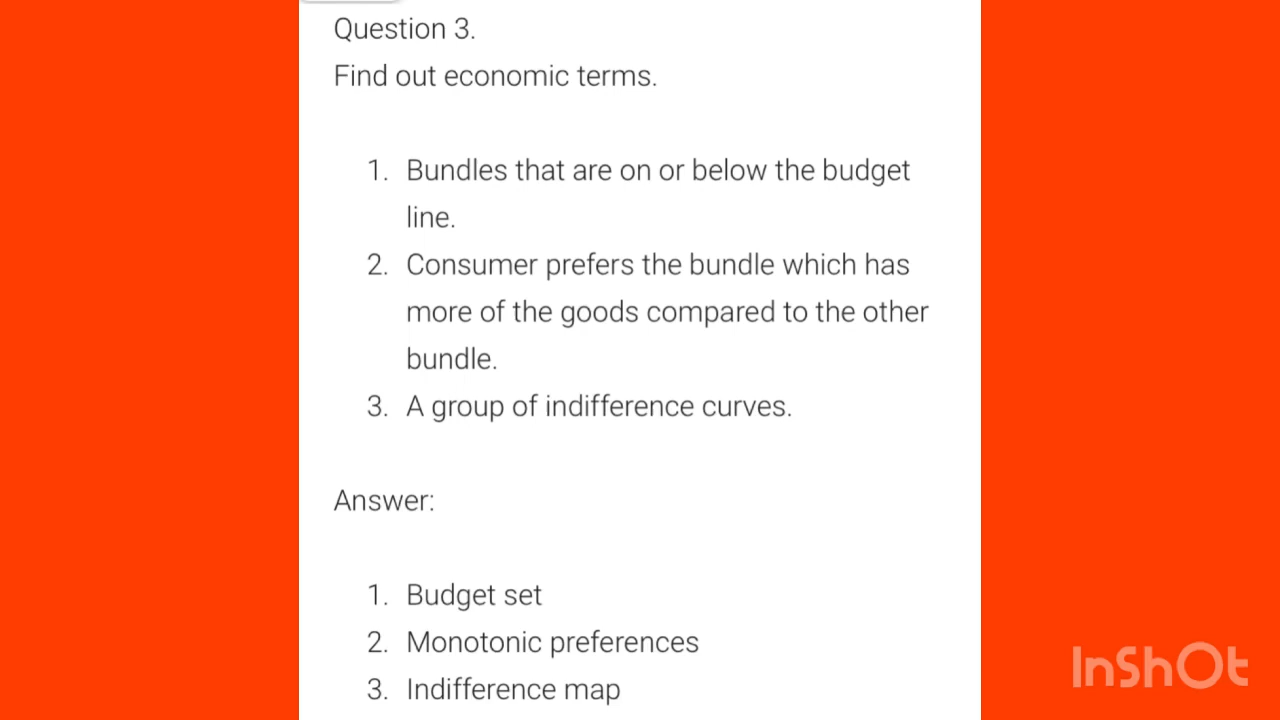 Question 3.
Find out economic terms.
1. Bundles that are on or below the budget
line.
2. Consumer prefers the bundle which has
more of the goods compared to the other
bundle.
3. A group of indifference curves.
Answer:
1. Budget set
2. Monotonic preferences
3. Indifference map
InShOt